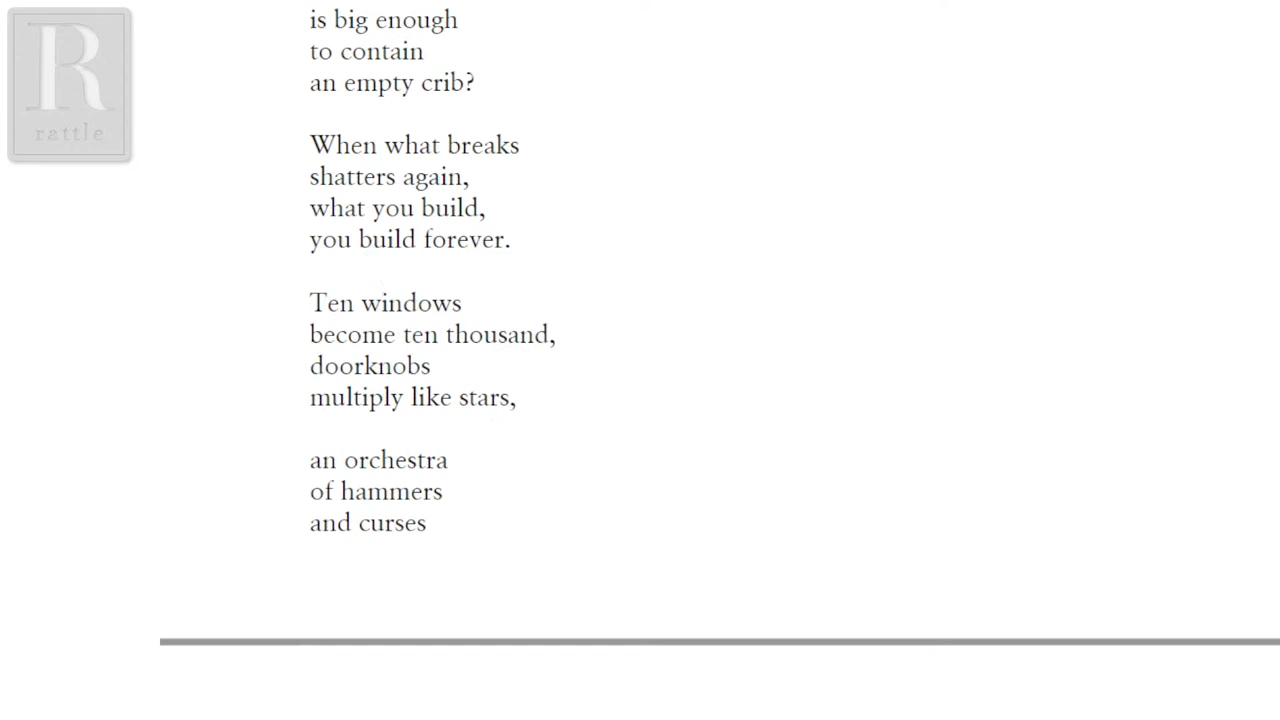 R
rattle
is big enough
to contain
an empty crib?
When what breaks
shatters again,
what you build,
you build forever.
Ten windows
become ten thousand,
doorknobs
multiply like stars,
an orchestra
of hammers
and curses